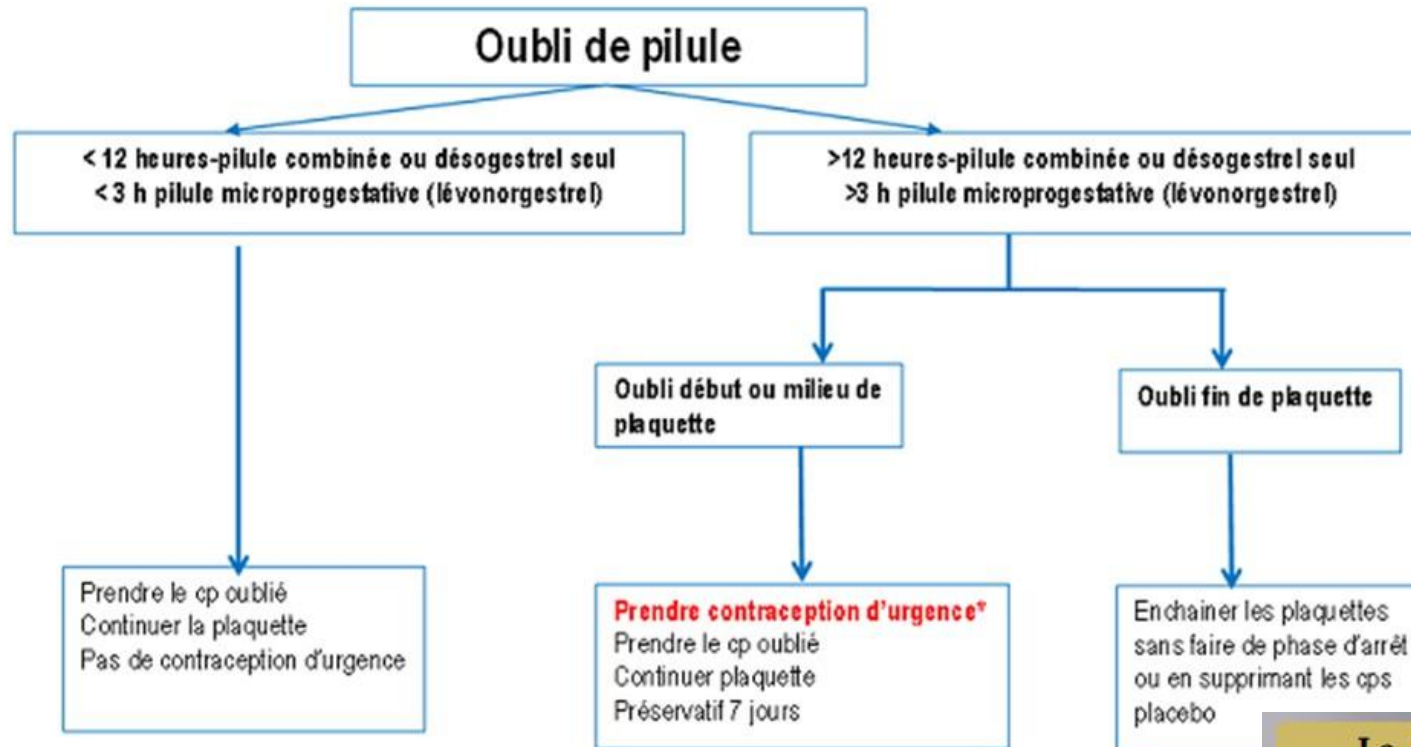 Oubli de pilule
< 12 heures-pilule combinée ou désogestrel seul
< 3 h pilule microprogestative (lévonorgestrel)
>12 heures-pilule combinée ou désogestrel seul
>3 h pilule microprogestative (lévonorgestrel)
Oubli début ou milieu de
plaquette
Oubli fin de plaquette
Prendre le cp oublié
Continuer la plaquette
Pas de contraception d'urgence
Prendre contraception d'urgence*
Prendre le cp oublié
Continuer plaquette
Préservatif 7 jours
Enchainer les plaquettes
sans faire de phase d'arrêt
ou en supprimant les cps
placebo